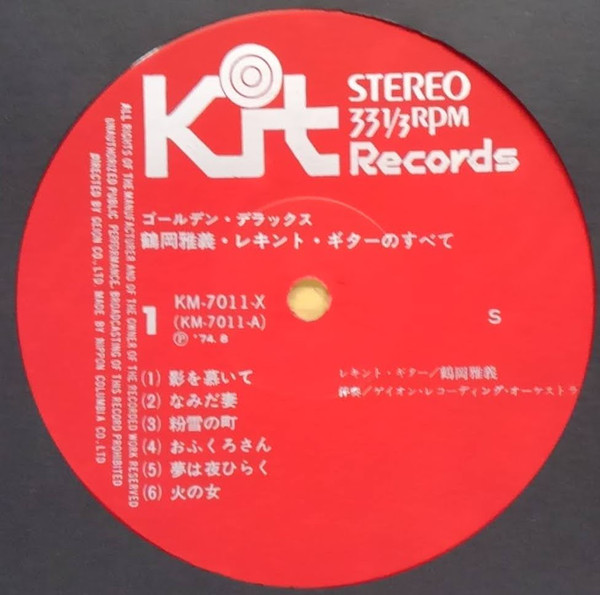 Kit
STEREO
33 1/3 RPM
Records
ゴールデン・デラックス
鶴岡雅義・レキント・ギターのすべて
1
KM-7011-X
(KM-7011-A)
Ⓟ '74.8
S
(1) 影を慕いて
(2) なみだ妻
(3) 粉雪の町
(4) おふくろさん
(5) 夢は夜ひらく
(6) 火の女
レキント・ギター/鶴岡雅義
伴奏/ゲイオン・レコーディング・オーケストラ
ALL RIGHTS OF THE MANUFACTURER AND OF THE OWNER OF THE RECORDED WORK RESERVED
UNAUTHORIZED PUBLIC PERFORMANCE, BROADCASTING OF THIS RECORD PROHIBITED
DIRECTED BY GEION CO., LTD. MADE BY NIPPON COLUMBIA CO., LTD